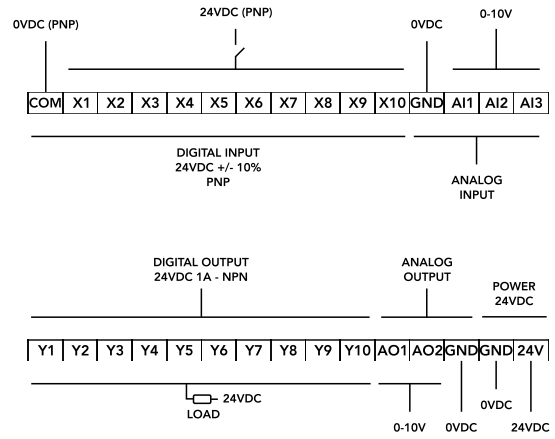 24VDC (PNP)
0VDC (PNP)
0VDC
0-10V
COM X1 X2 X3 X4 X5 X6 X7 X8 X9 X10 GND AI1 AI2 AI3
DIGITAL INPUT
24VDC +/- 10%
PNP
ANALOG
INPUT
DIGITAL OUTPUT
24VDC 1A - NPN
ANALOG
OUTPUT
POWER
24VDC
Y1 Y2 Y3 Y4 Y5 Y6 Y7 Y8 Y9 Y10 AO1 AO2 GND GND 24V
24VDC
LOAD
0VDC
0-10V
0VDC
24VDC